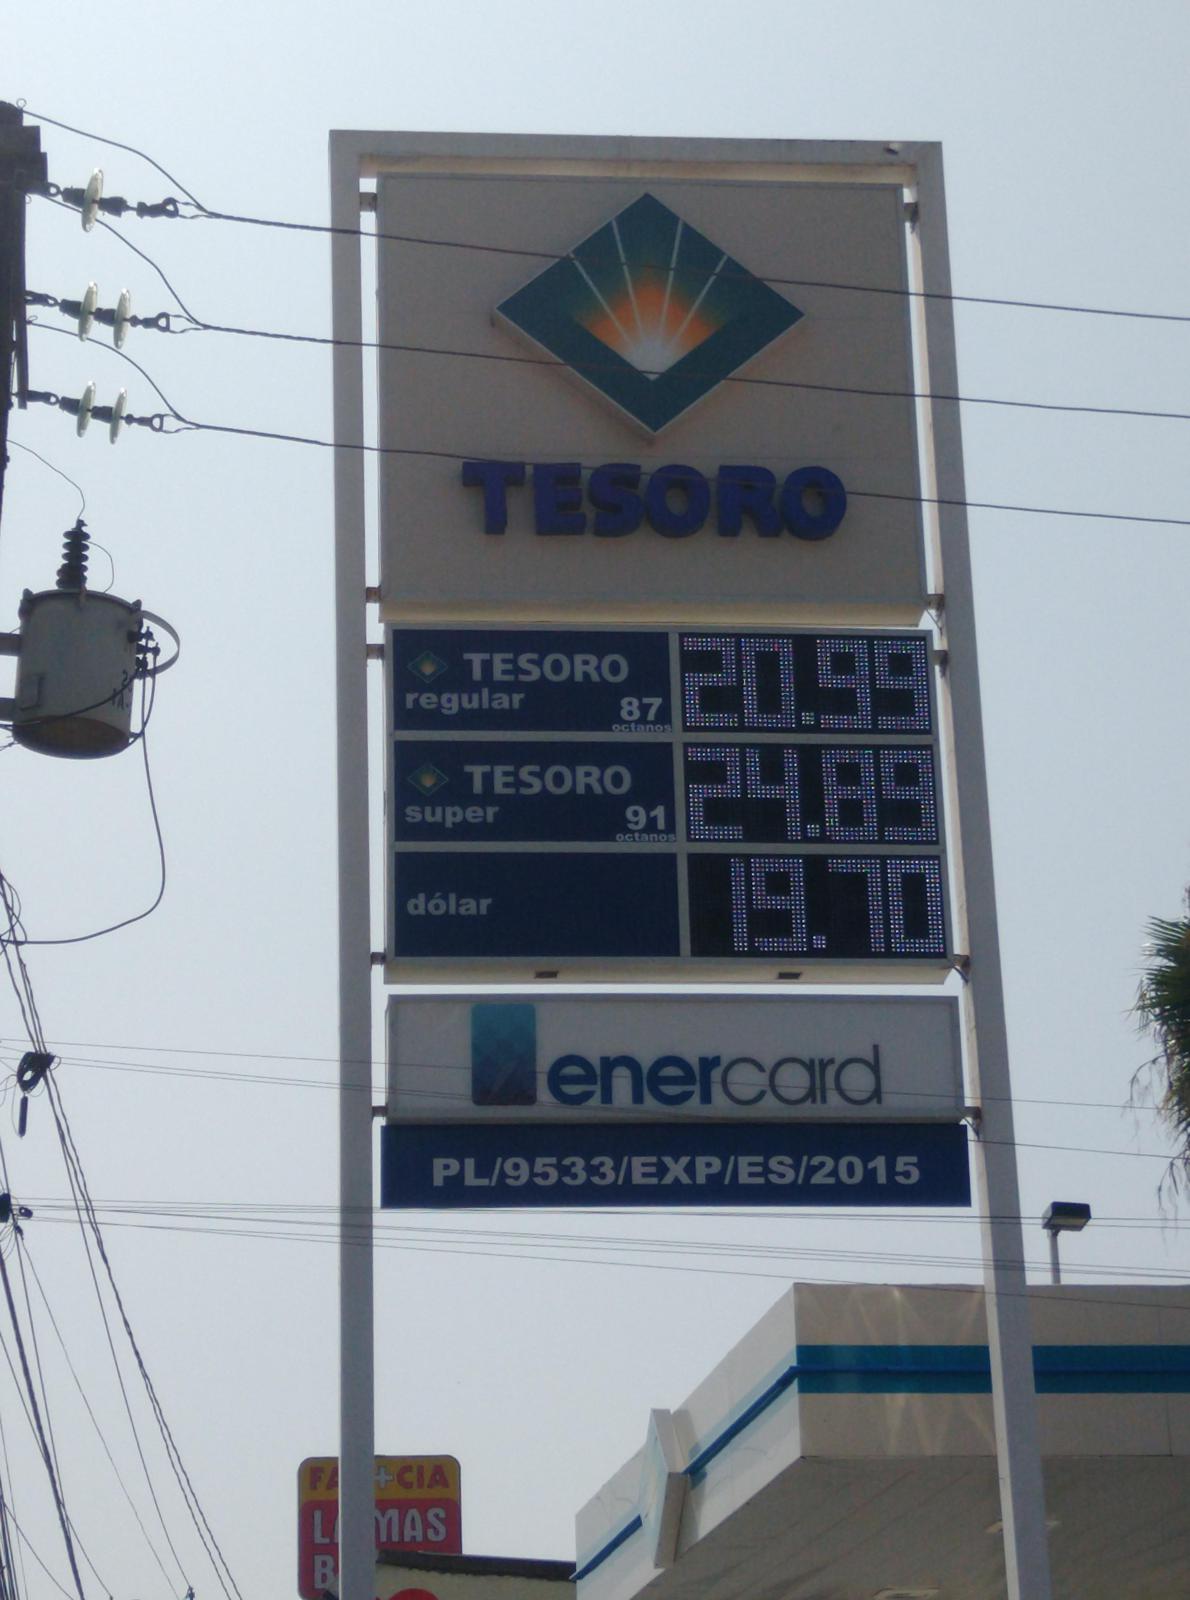 TESORO
TESORO
regular 87
octanos
20.99
TESORO
super 91
octanos
24.89
dólar 19.70
enercard
PL/9533/EXP/ES/2015